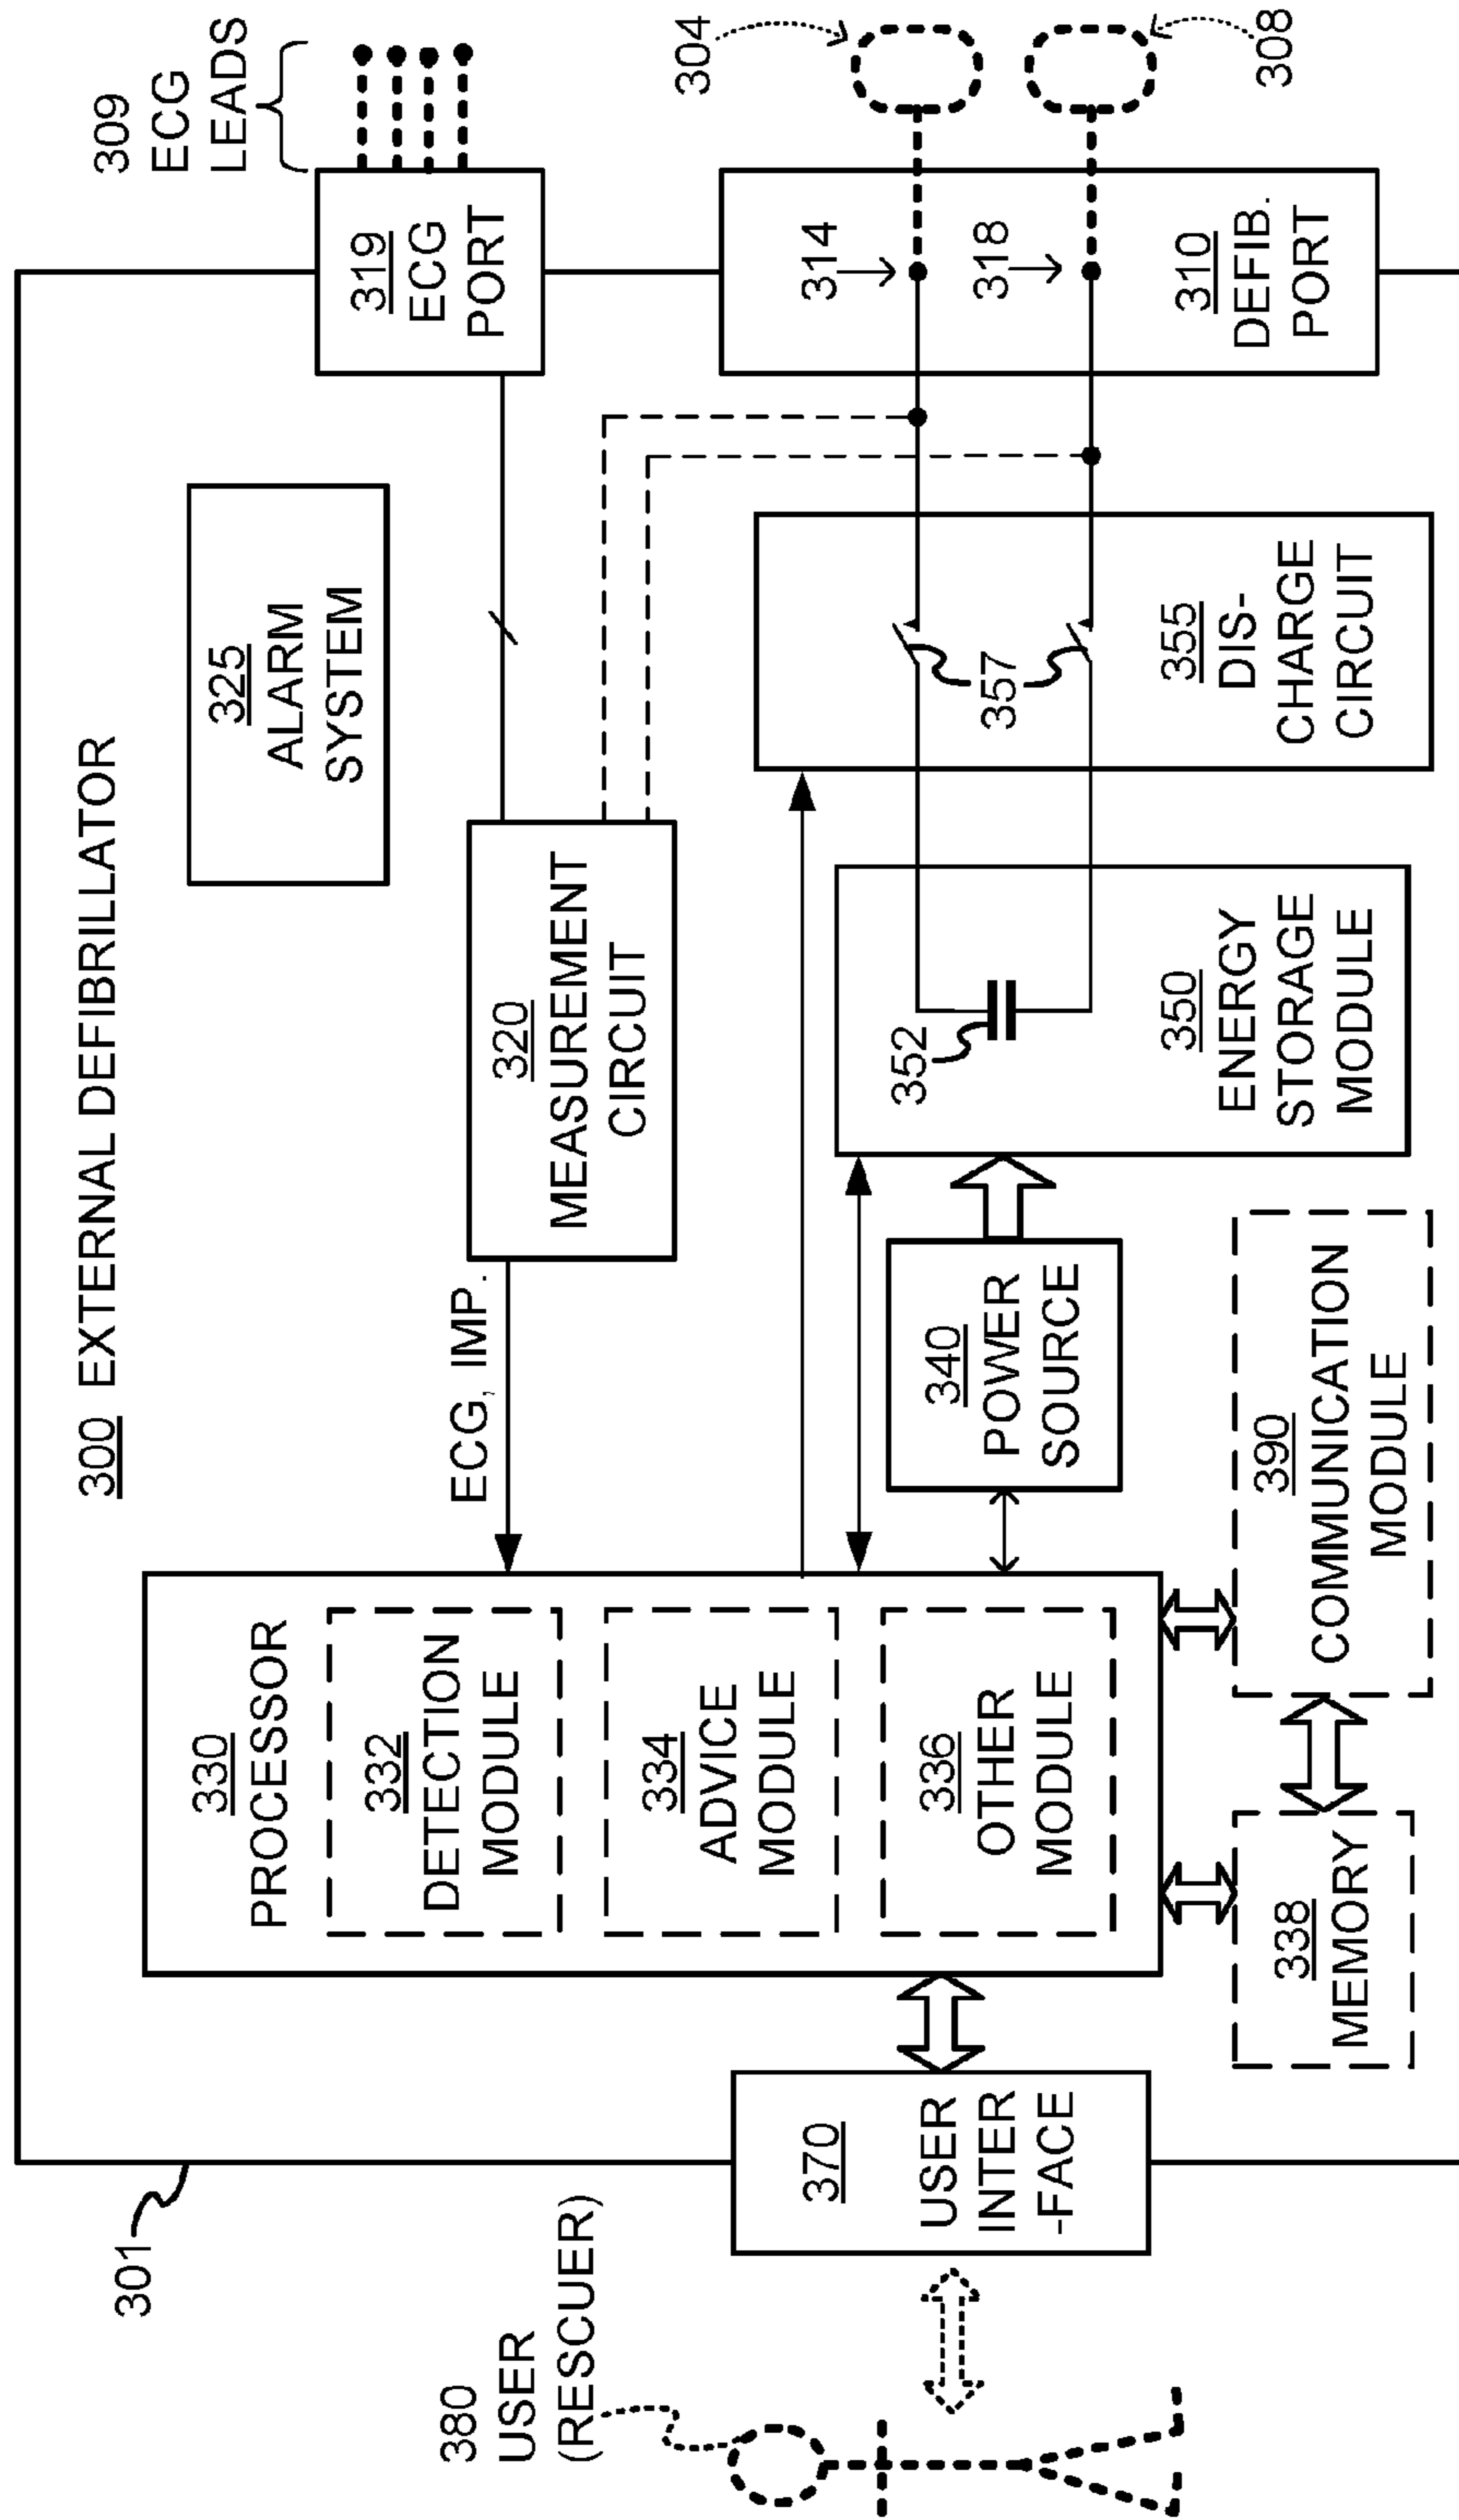 300 EXTERNAL DEFIBRILLATOR
301
309
ECG
LEADS
319
ECG
PORT
325
ALARM
SYSTEM
304
308
314
318
310
DEFIB.
PORT
320
MEASUREMENT
CIRCUIT
ECG, IMP.
330
PROCESSOR
332
DETECTION
MODULE
334
ADVICE
MODULE
336
OTHER
MODULE
357
355
DIS-
CHARGE
CIRCUIT
352
350
ENERGY
STORAGE
MODULE
340
POWER
SOURCE
390
COMMUNICATION
MODULE
338
MEMORY
370
USER
INTER
-FACE
380
USER
(RESCUER)